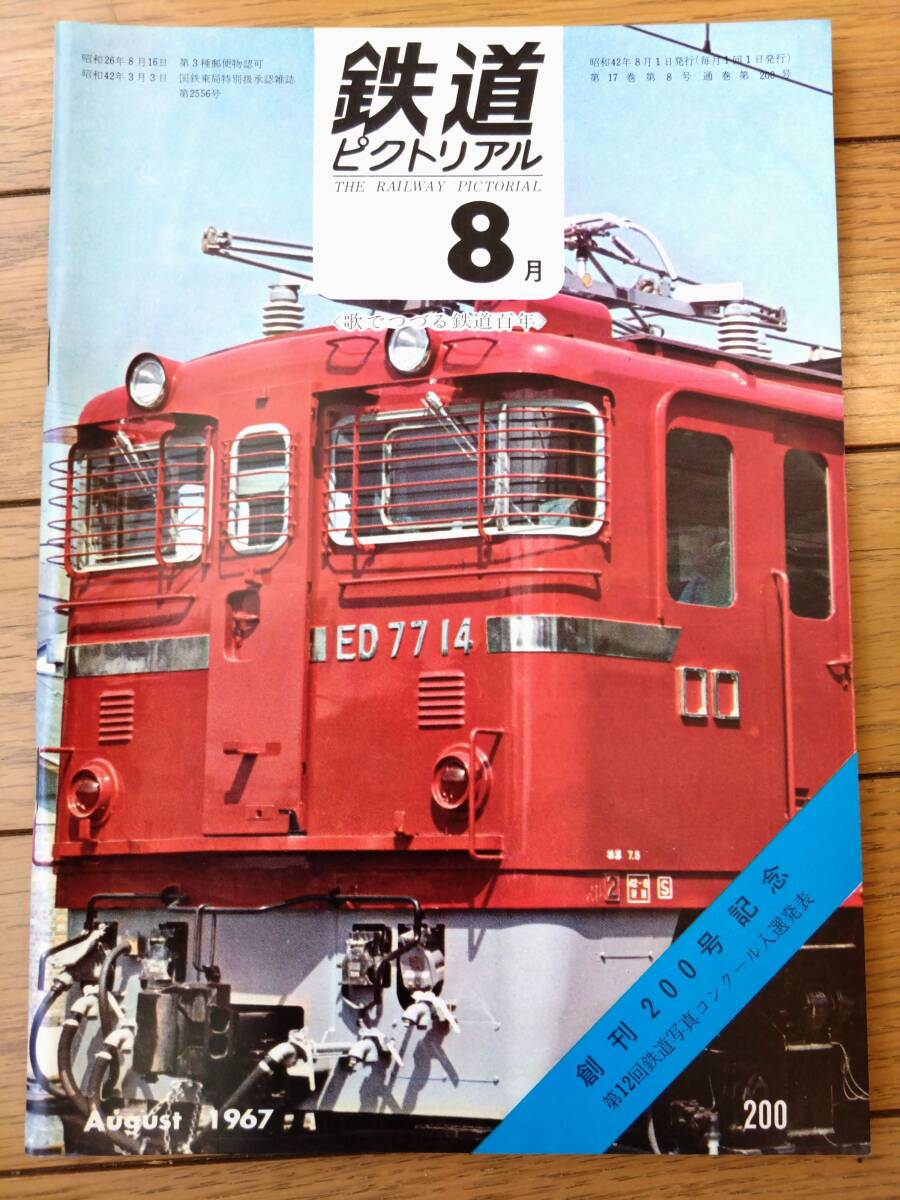 昭和26年8月16日 第3種郵便物認可
昭和42年3月3日 国鉄東局特別扱承認雑誌
第2556号
昭和42年8月1日発行(毎月1回1日発行)
第17巻第8号通巻第200号
鉄道
ピクトリアル
THE RAILWAY PICTORIAL
8月
〈歌でつづる鉄道百年〉
ED77 14
7.5
2
S
創刊200号記念
第12回鉄道写真コンクール入選発表
August 1967
200